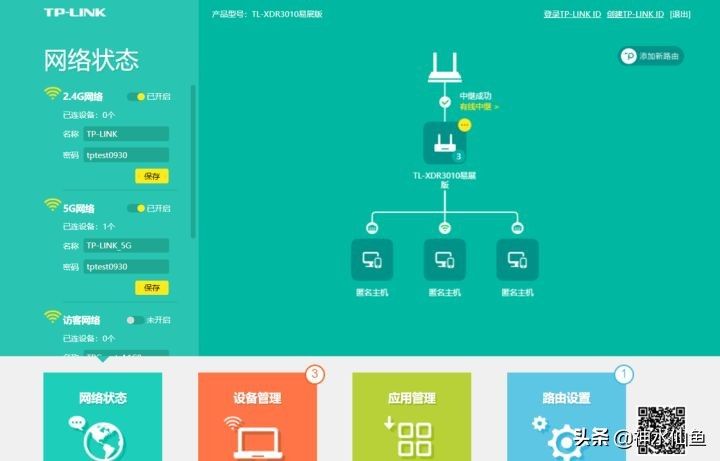 TP-LINK
产品型号：TL-XDR3010易展版
登录TP-LINK ID 创建TP-LINK ID [退出]
网络状态
添加新路由
2.4G网络 已开启
已连设备：0个
名称 TP-LINK
密码 tptest0930
保存
5G网络 已开启
已连设备：1个
名称 TP-LINK_5G
密码 tptest0930
保存
访客网络 未开启
已连设备：0个
中继成功
有线中继 >
3
TL-XDR3010易展
版
匿名主机 匿名主机 匿名主机
网络状态
设备管理
3
应用管理
路由设置
1
头条 @神水仙鱼